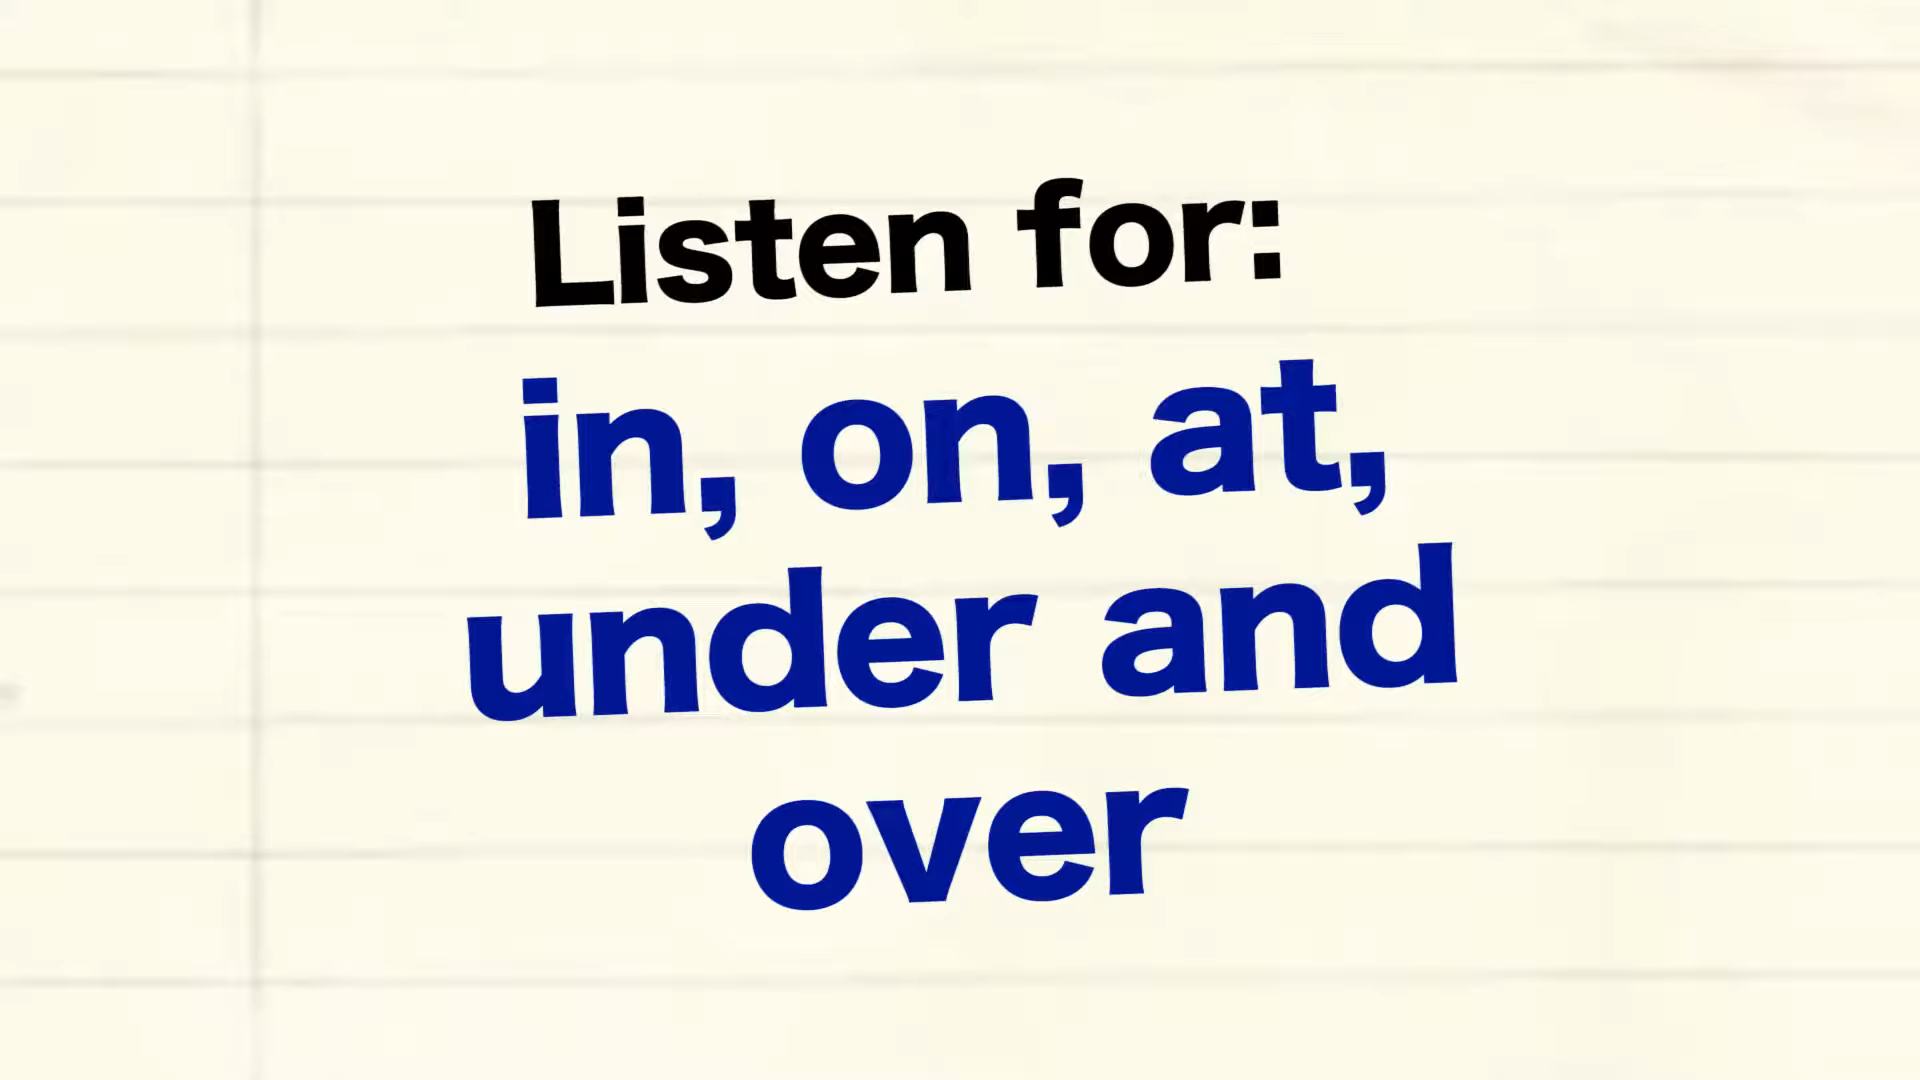 Listen for:
in, on, at,
under and
over